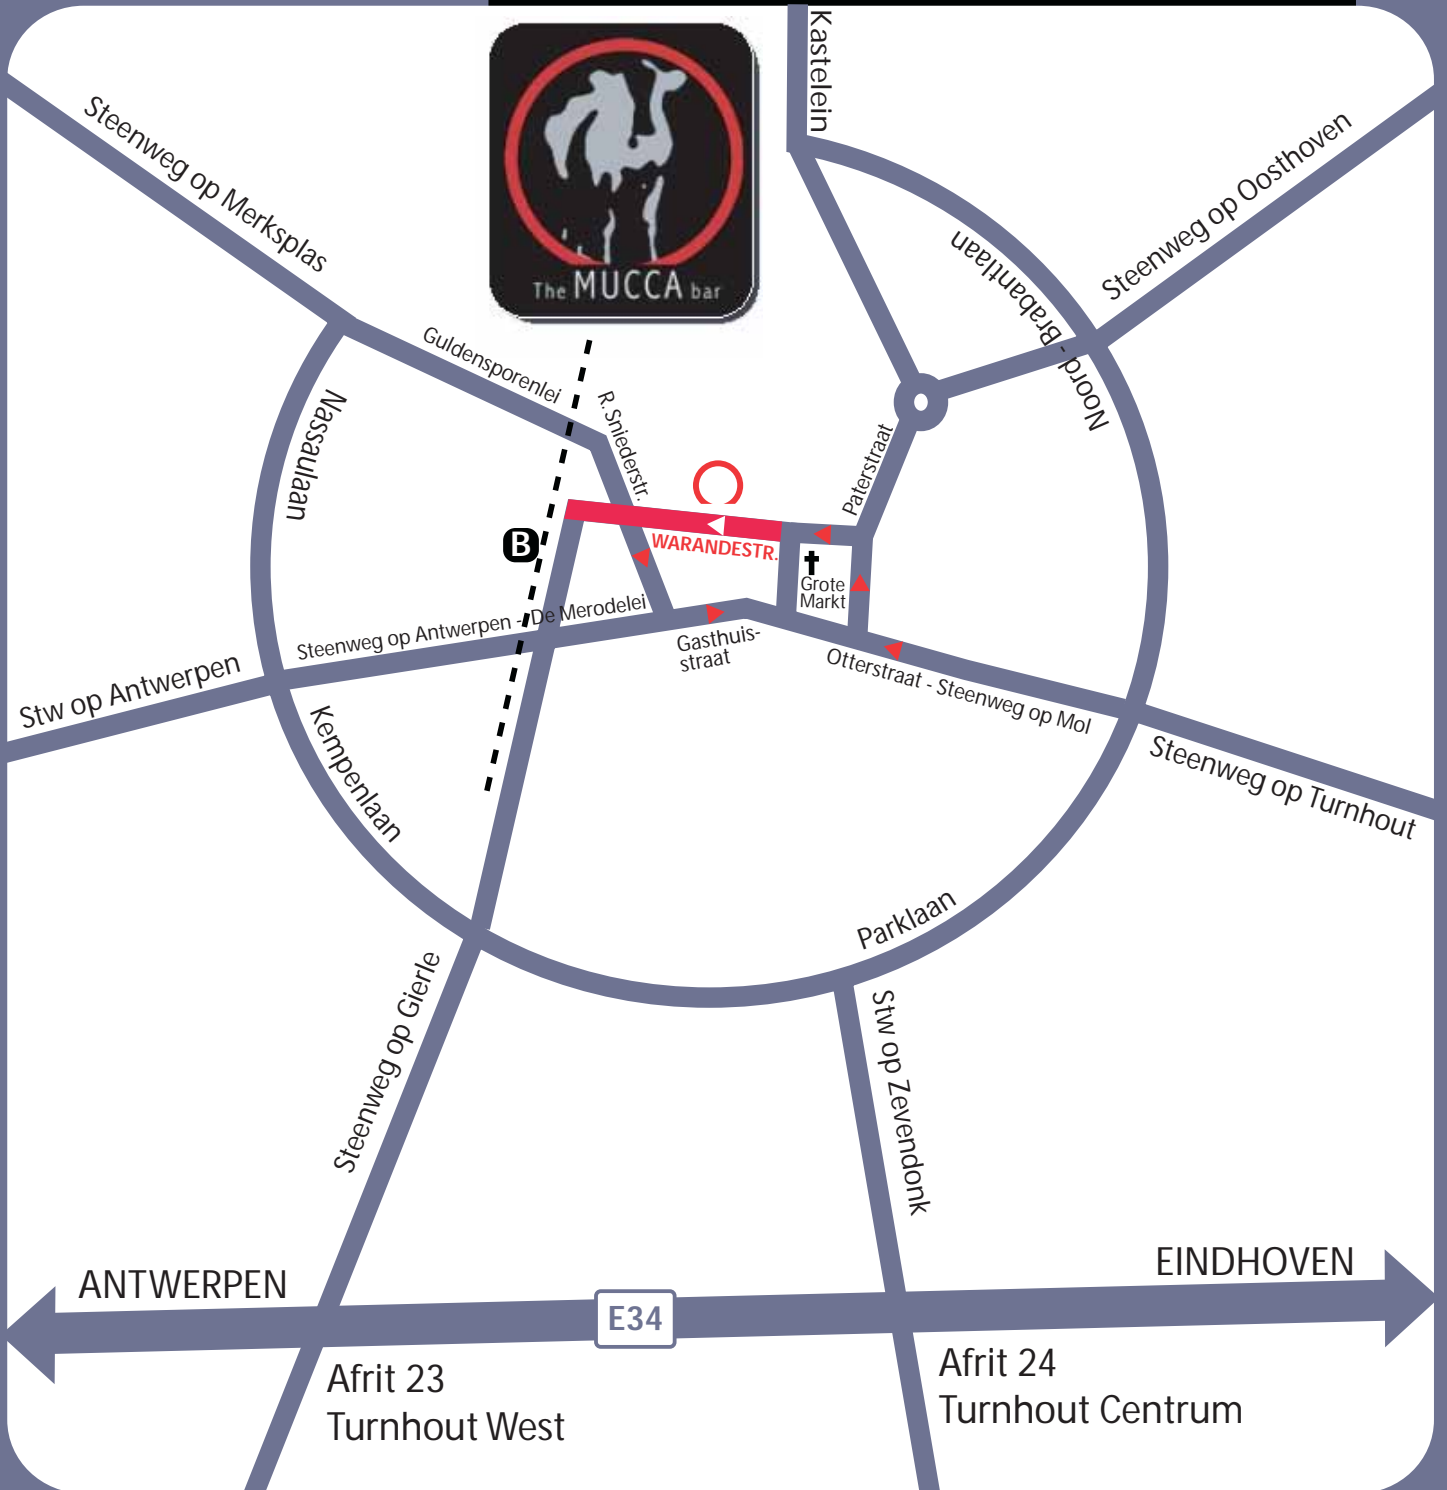 Kastelein
Steenweg op Merksplas
Steenweg op Oosthoven
The MUCCA bar
Noord - Brabantlaan
Guldensporenlei
R. Sniederstr.
Nassaulaan
Paterstraat
B
WARANDESTR.
Grote
Markt
Steenweg op Antwerpen - De Merodelei
Gasthuis-
straat
Otterstraat - Steenweg op Mol
Stw op Antwerpen
Kempenlaan
Steenweg op Turnhout
Parklaan
Steenweg op Gierle
Stw op Zevendonk
ANTWERPEN
EINDHOVEN
E34
Afrit 23
Turnhout West
Afrit 24
Turnhout Centrum